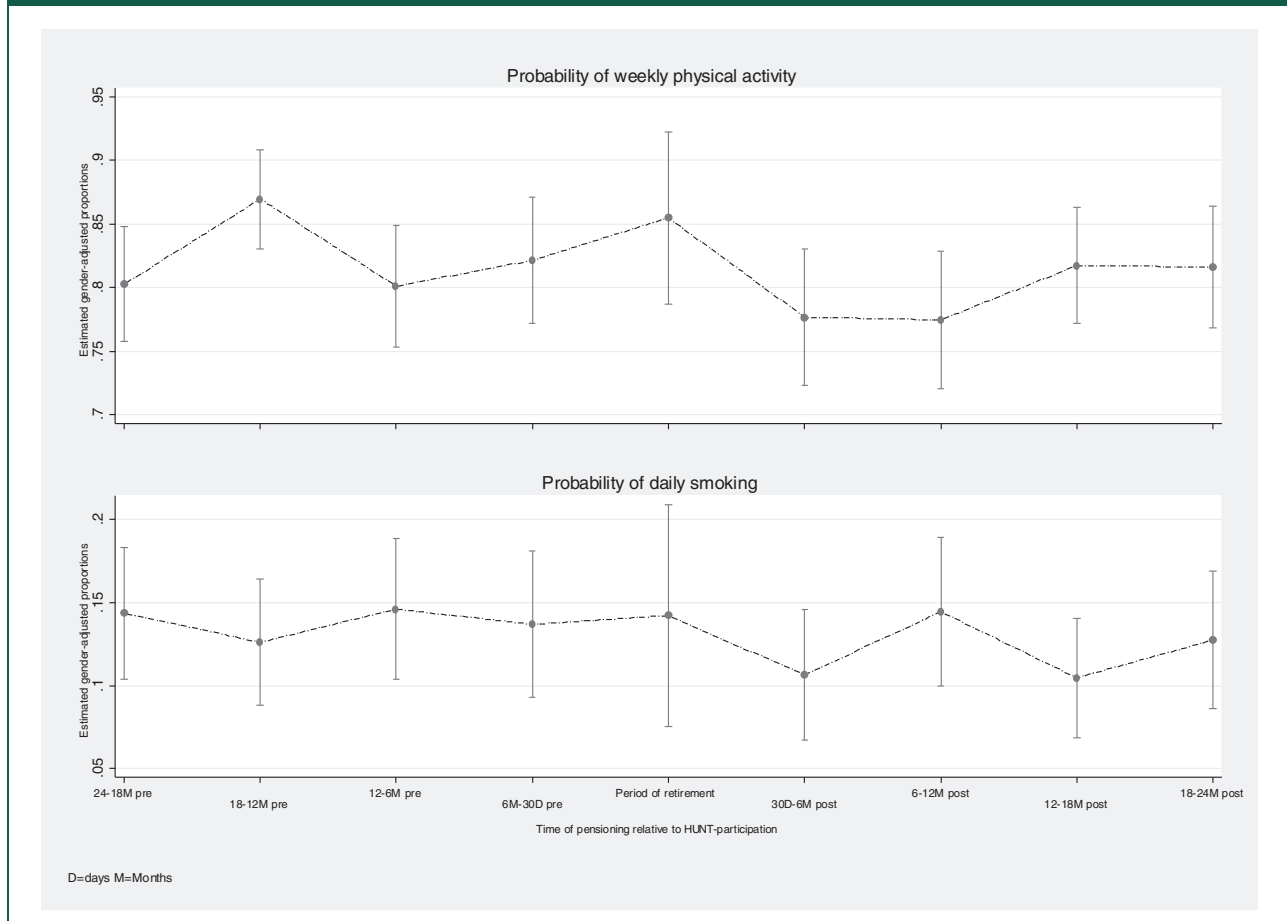 Probability of weekly physical activity
Estimated gender-adjusted proportions
.95
.9
.85
.8
.75
.7
Probability of daily smoking
Estimated gender-adjusted proportions
.2
.15
.1
.05
24-18M pre
18-12M pre
12-6M pre
6M-30D pre
Period of retirement
30D-6M post
6-12M post
12-18M post
18-24M post
Time of pensioning relative to HUNT-participation
D=days M=Months